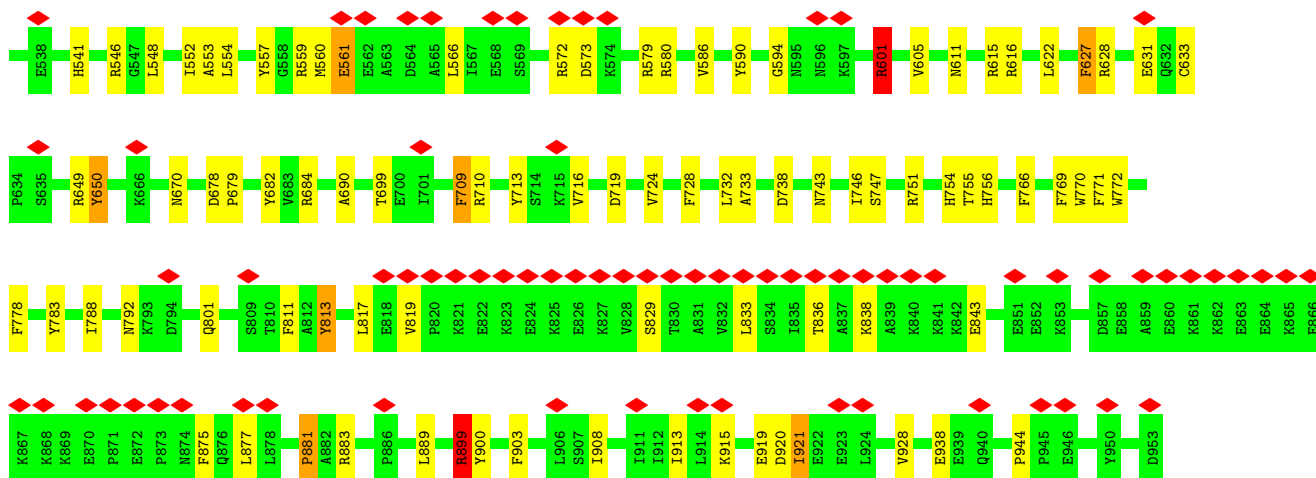 E538 H541 R546 G547 L548 I552 A553 L554 Y557 G558 R559 M560 E561 E562 A563 D564 A565 L566 I567 E568 S569 R572 D573 K574 R579 R580 V586 Y590 G594 N595 N596 K597 R601 V605 N611 R615 R616 L622 F627 R628 E631 Q632 C633
P634 S635 R649 Y650 K666 N670 D678 P679 Y682 V683 R684 A690 T699 E700 I701 F709 R710 Y713 S714 K715 V716 D719 V724 F728 L732 A733 D738 N743 I746 S747 R751 H754 T755 H756 F766 F769 W770 F771 W772
F778 Y783 I788 N792 K793 D794 Q801 S809 T810 F811 A812 Y813 L817 E818 V819 P820 K821 E822 K823 E824 K825 E826 K827 V828 S829 T830 A831 V832 L833 S834 I835 T836 A837 K838 A839 K840 K841 K842 E843 E851 E852 K853 D857 E858 A859 E860 K861 K862 E863 E864 K865 E866
K867 K868 K869 E870 P871 E872 P873 N874 F875 Q876 L877 L878 P881 A882 R883 P886 L889 R899 Y900 F903 L906 S907 I908 I911 I912 I913 L914 K915 E919 D920 I921 E922 E923 L924 V928 E938 E939 Q940 P944 P945 E946 Y950 D953